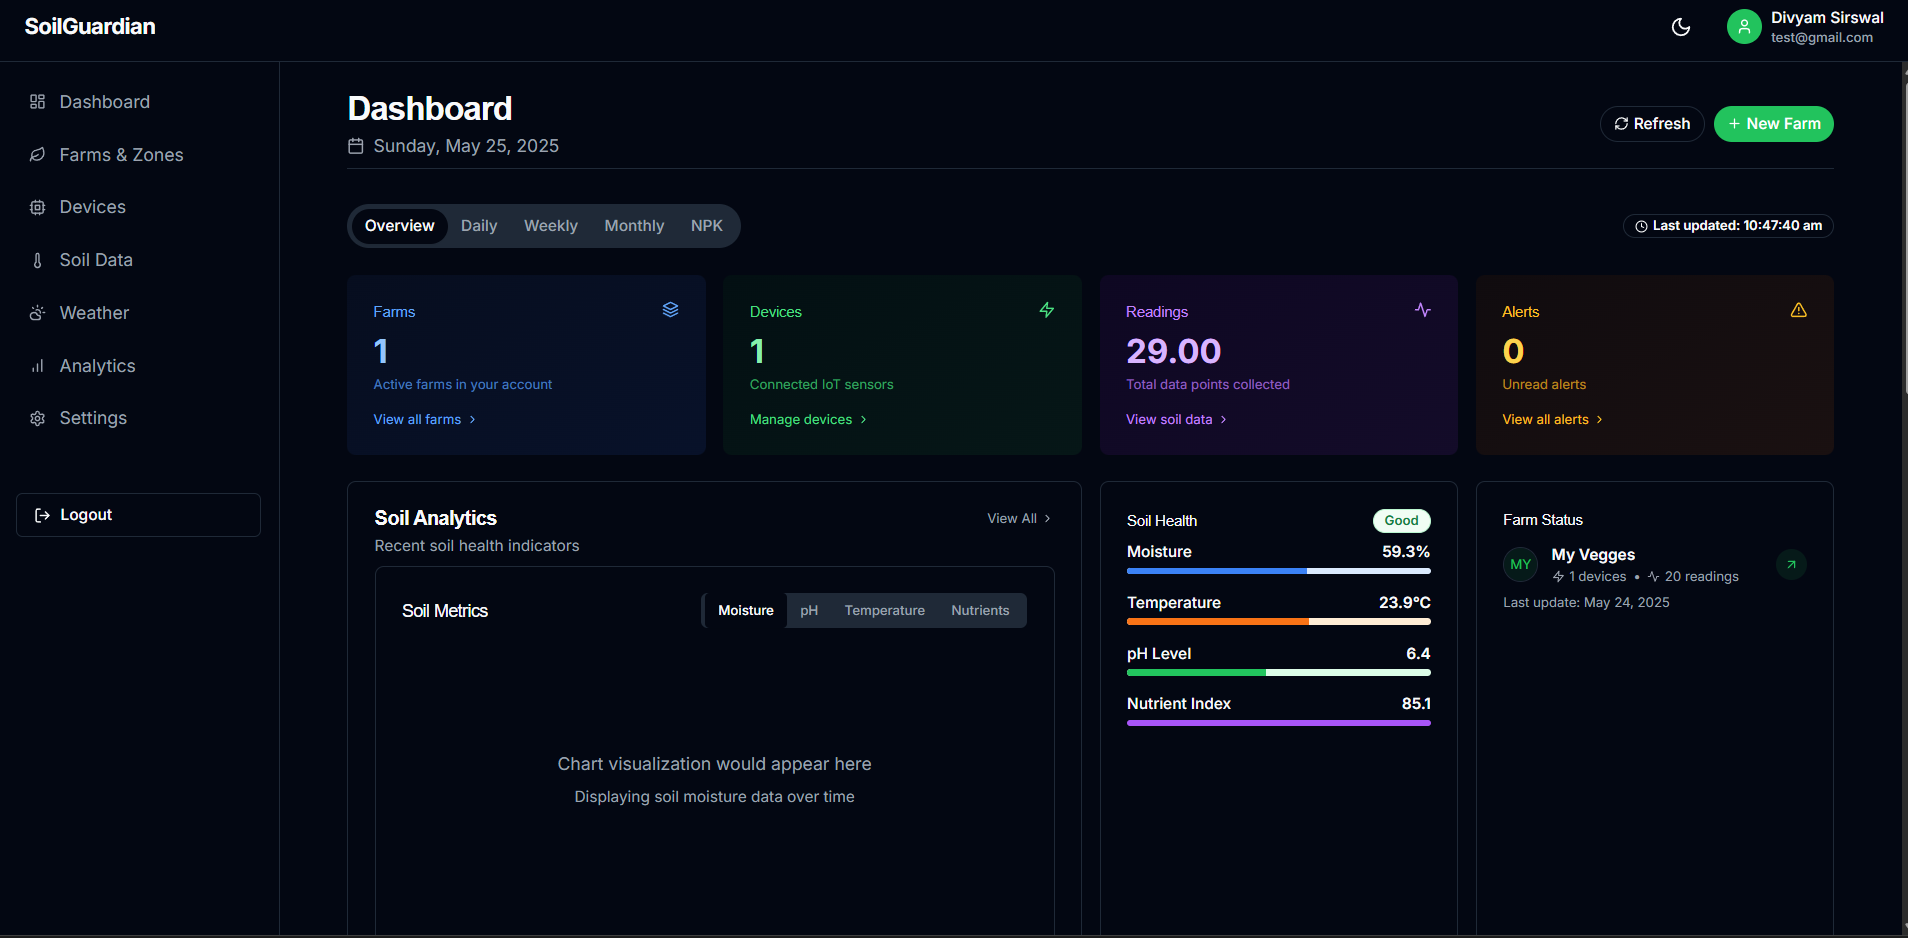 SoilGuardian
Divyam Sirswal
test@gmail.com
Dashboard
Farms & Zones
Devices
Soil Data
Weather
Analytics
Settings
Logout
Dashboard
Sunday, May 25, 2025
Refresh
+ New Farm
Overview Daily Weekly Monthly NPK
Last updated: 10:47:40 am
Farms
1
Active farms in your account
View all farms >
Devices
1
Connected IoT sensors
Manage devices >
Readings
29.00
Total data points collected
View soil data >
Alerts
0
Unread alerts
View all alerts >
Soil Analytics
View All >
Recent soil health indicators
Soil Metrics
Moisture pH Temperature Nutrients
Chart visualization would appear here
Displaying soil moisture data over time
Soil Health Good
Moisture 59.3%
Temperature 23.9°C
pH Level 6.4
Nutrient Index 85.1
Farm Status
MY
My Vegges
1 devices • 20 readings
Last update: May 24, 2025